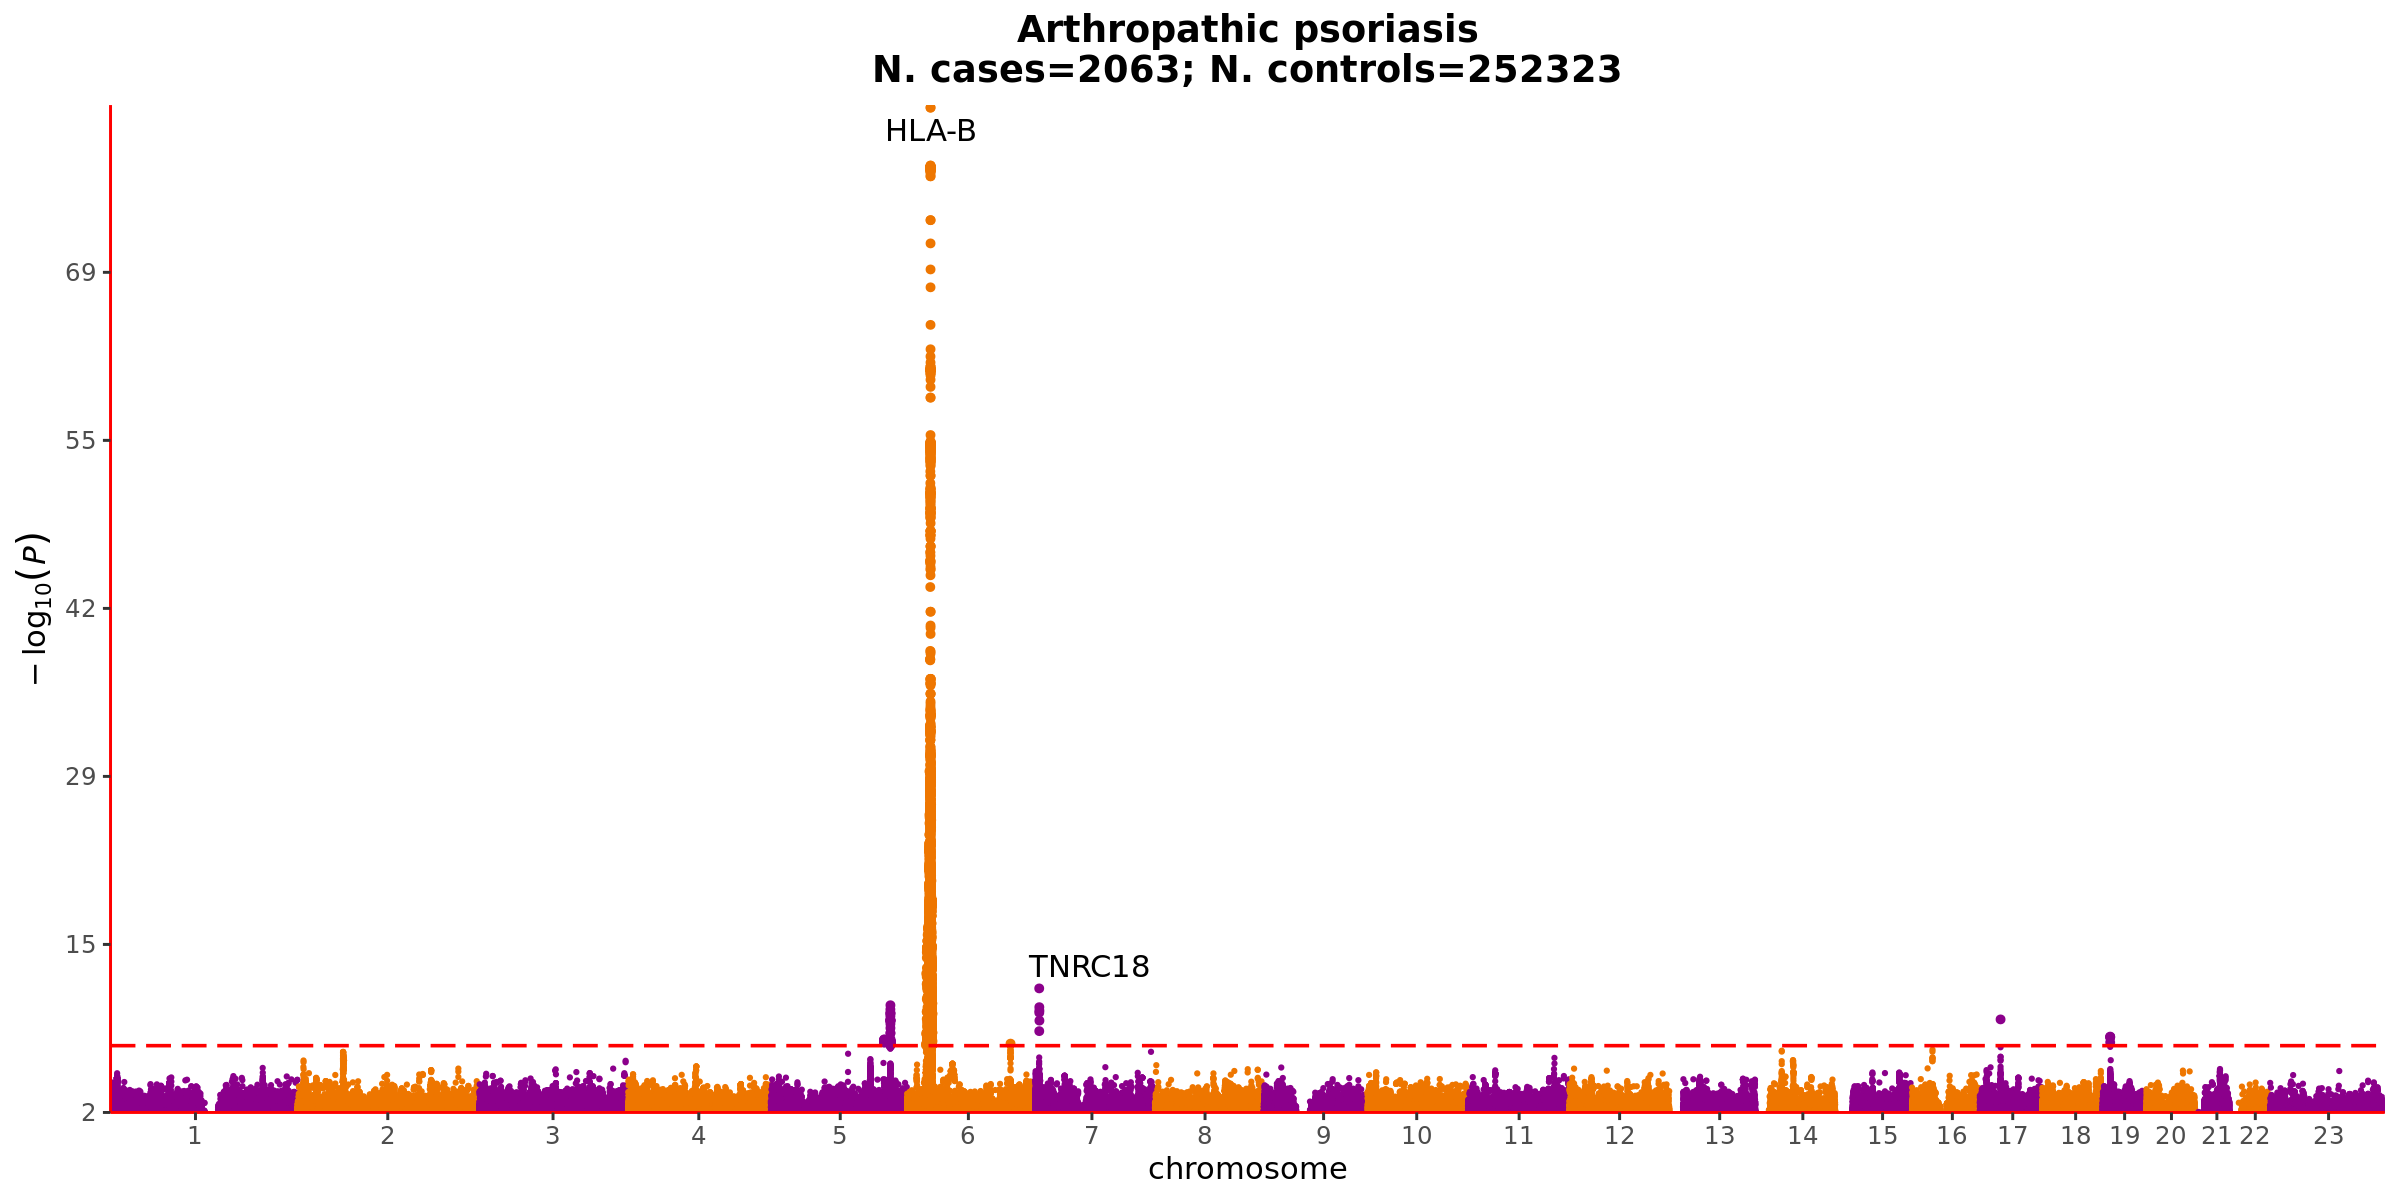 Arthropathic psoriasis
N. cases=2063; N. controls=252323
HLA-B
TNRC18
69
55
42
29
15
2
− log₁₀(P)
1 2 3 4 5 6 7 8 9 10 11 12 13 14 15 16 17 18 19 20 21 22 23
chromosome